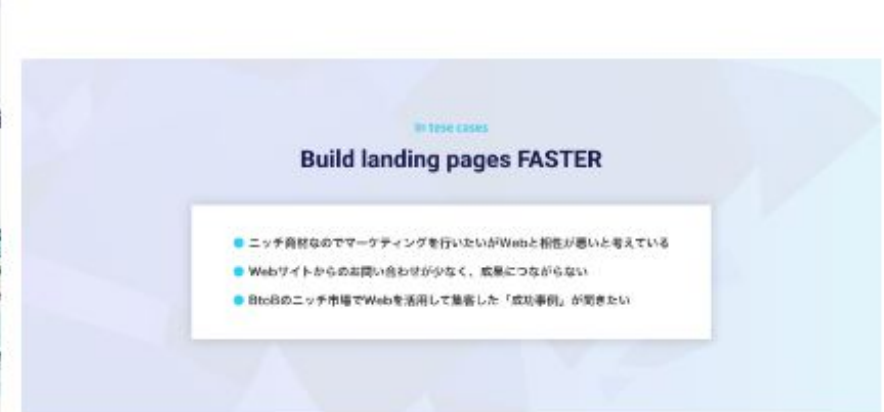 In tese cases
Build landing pages FASTER
ニッチ商材なのでマーケティングを行いたいがWebと相性が悪いと考えている
Webサイトからのお問い合わせが少なく、成果につながらない
BtoBのニッチ市場でWebを活用して集客した「成功事例」が聞きたい